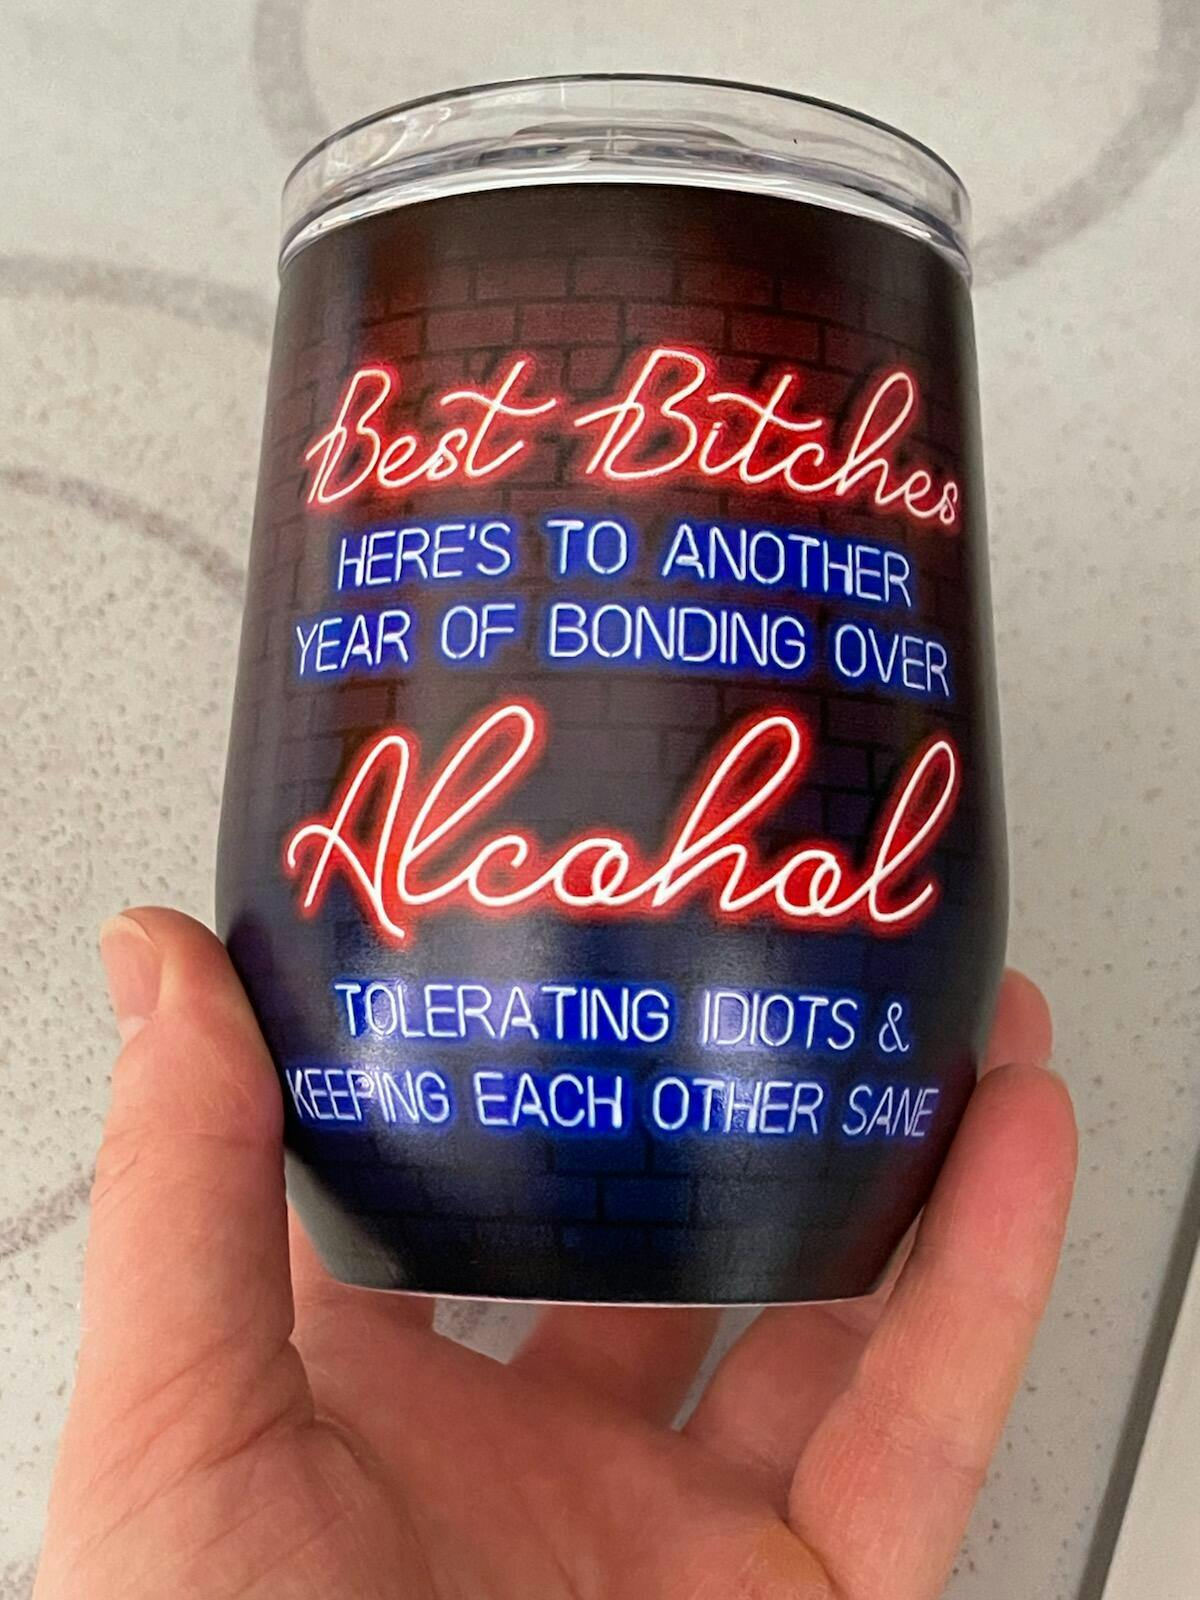 Best Bitches
HERE'S TO ANOTHER
YEAR OF BONDING OVER
Alcohol
TOLERATING IDIOTS &
KEEPING EACH OTHER SANE